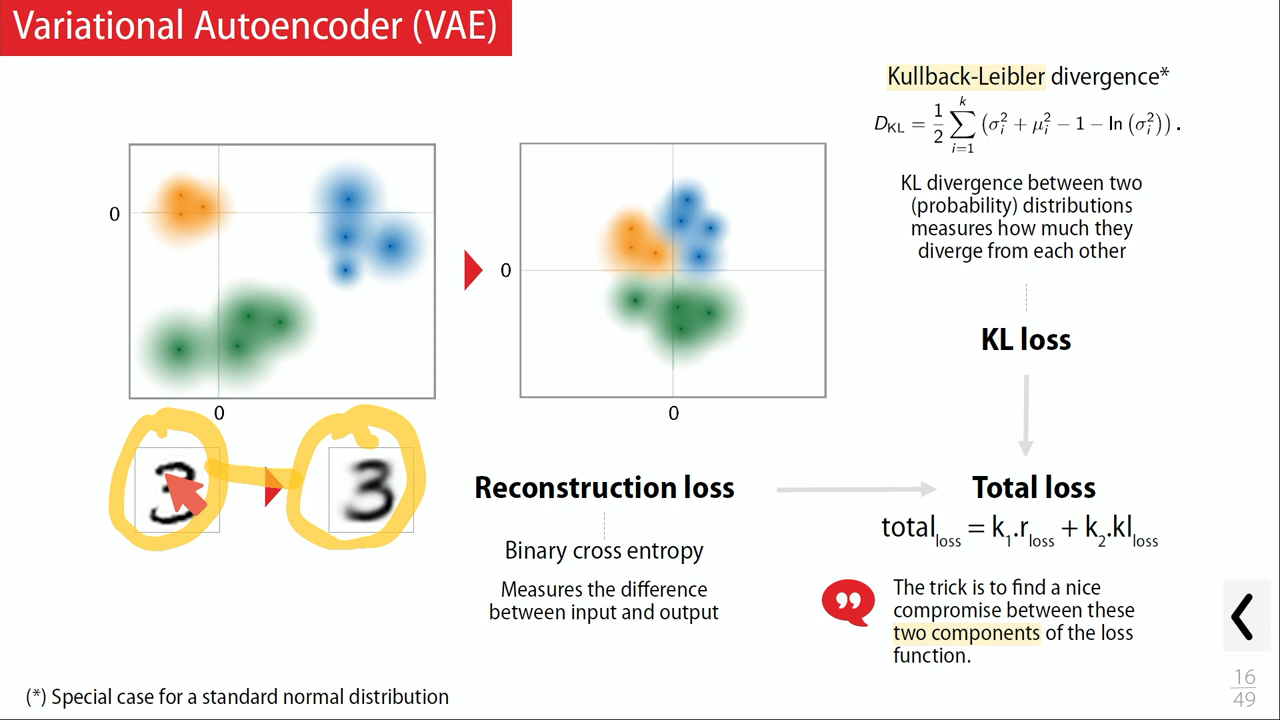 Variational Autoencoder (VAE)
Kullback-Leibler divergence*
D_KL = 1/2 ∑_{i=1}^{k} (σ_i^2 + μ_i^2 − 1 − ln (σ_i^2)) .
KL divergence between two
(probability) distributions
measures how much they
diverge from each other
0
0
0
0
KL loss
3
3
Reconstruction loss
Total loss
total_loss = k_1.r_loss + k_2.kl_loss
Binary cross entropy
Measures the difference
between input and output
The trick is to find a nice
compromise between these
two components of the loss
function.
(*) Special case for a standard normal distribution
16
49